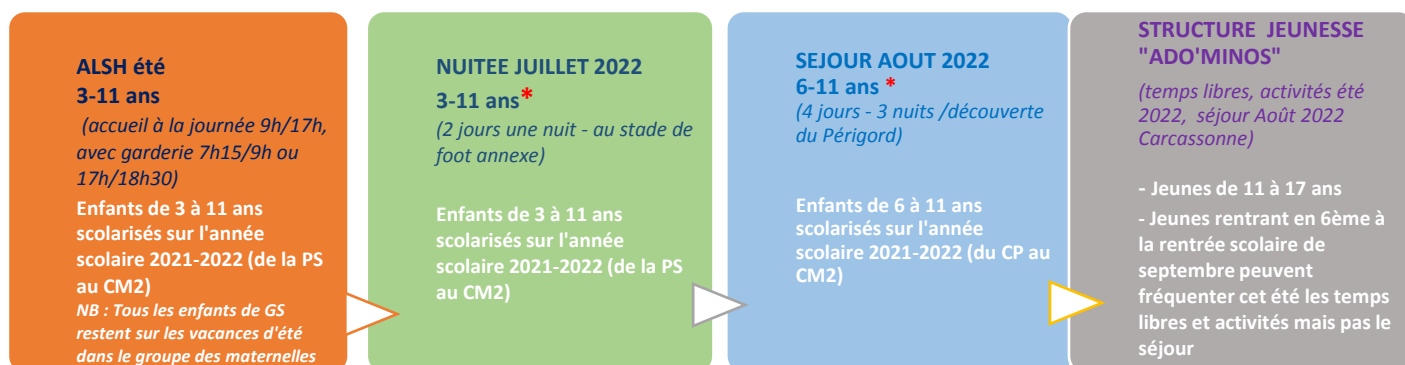 ALSH été
3-11 ans
(accueil à la journée 9h/17h,
avec garderie 7h15/9h ou
17h/18h30)
Enfants de 3 à 11 ans
scolarisés sur l'année
scolaire 2021-2022 (de la PS
au CM2)
NB : Tous les enfants de GS
restent sur les vacances d'été
dans le groupe des maternelles
NUITEE JUILLET 2022
3-11 ans*
(2 jours une nuit - au stade de
foot annexe)
Enfants de 3 à 11 ans
scolarisés sur l'année
scolaire 2021-2022 (de la PS
au CM2)
SEJOUR AOUT 2022
6-11 ans *
(4 jours - 3 nuits /découverte
du Périgord)
Enfants de 6 à 11 ans
scolarisés sur l'année
scolaire 2021-2022 (du CP au
CM2)
STRUCTURE JEUNESSE
"ADO'MINOS"
(temps libres, activités été
2022, séjour Août 2022
Carcassonne)
- Jeunes de 11 à 17 ans
- Jeunes rentrant en 6ème à
la rentrée scolaire de
septembre peuvent
fréquenter cet été les temps
libres et activités mais pas le
séjour